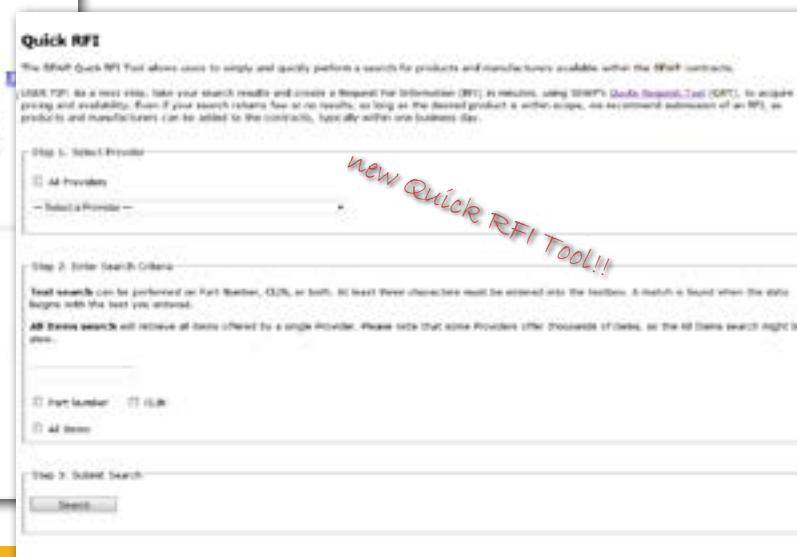 Quick RFI
The SEWP Quick RFI Tool allows users to simply and quickly perform a search for products and manufacturers available within the SEWP contracts.
USER TIP: As a next step, take your search results and create a Request For Information (RFI) in minutes, using SEWP's Quote Request Tool (QRT), to acquire
pricing and availability. Even if your search returns few or no results, so long as the desired product is within scope, we recommend submission of an RFI, as
products and manufacturers can be added to the contracts, typically within one business day.
Step 1. Select Provider
All Providers
-- Select a Provider --
new Quick RFI Tool!!
Step 2. Enter Search Criteria
Text search can be performed on Part Number, CLIN, or both. At least three characters must be entered into the textbox. A match is found when the data
begins with the text you entered.
All Items search will retrieve all items offered by a single Provider. Please note that some Providers offer thousands of items, so the All Items search might be
slow.
Part Number CLIN
All Items
Step 3. Submit Search
Search